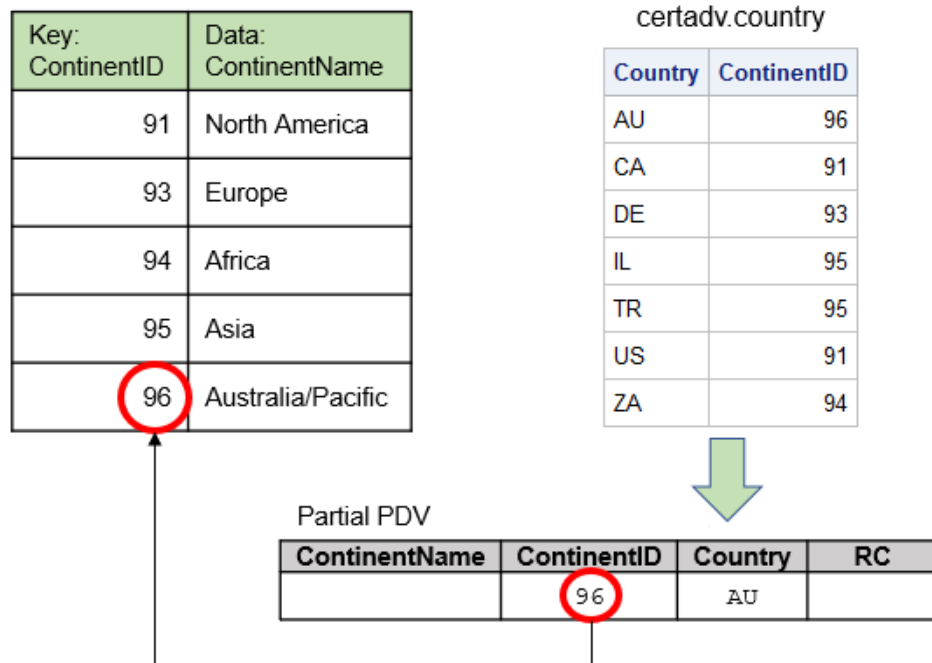 Key:
ContinentID
Data:
ContinentName
91 North America
93 Europe
94 Africa
95 Asia
96 Australia/Pacific
certadv.country
Country ContinentID
AU 96
CA 91
DE 93
IL 95
TR 95
US 91
ZA 94
Partial PDV
ContinentName ContinentID Country RC
96 AU